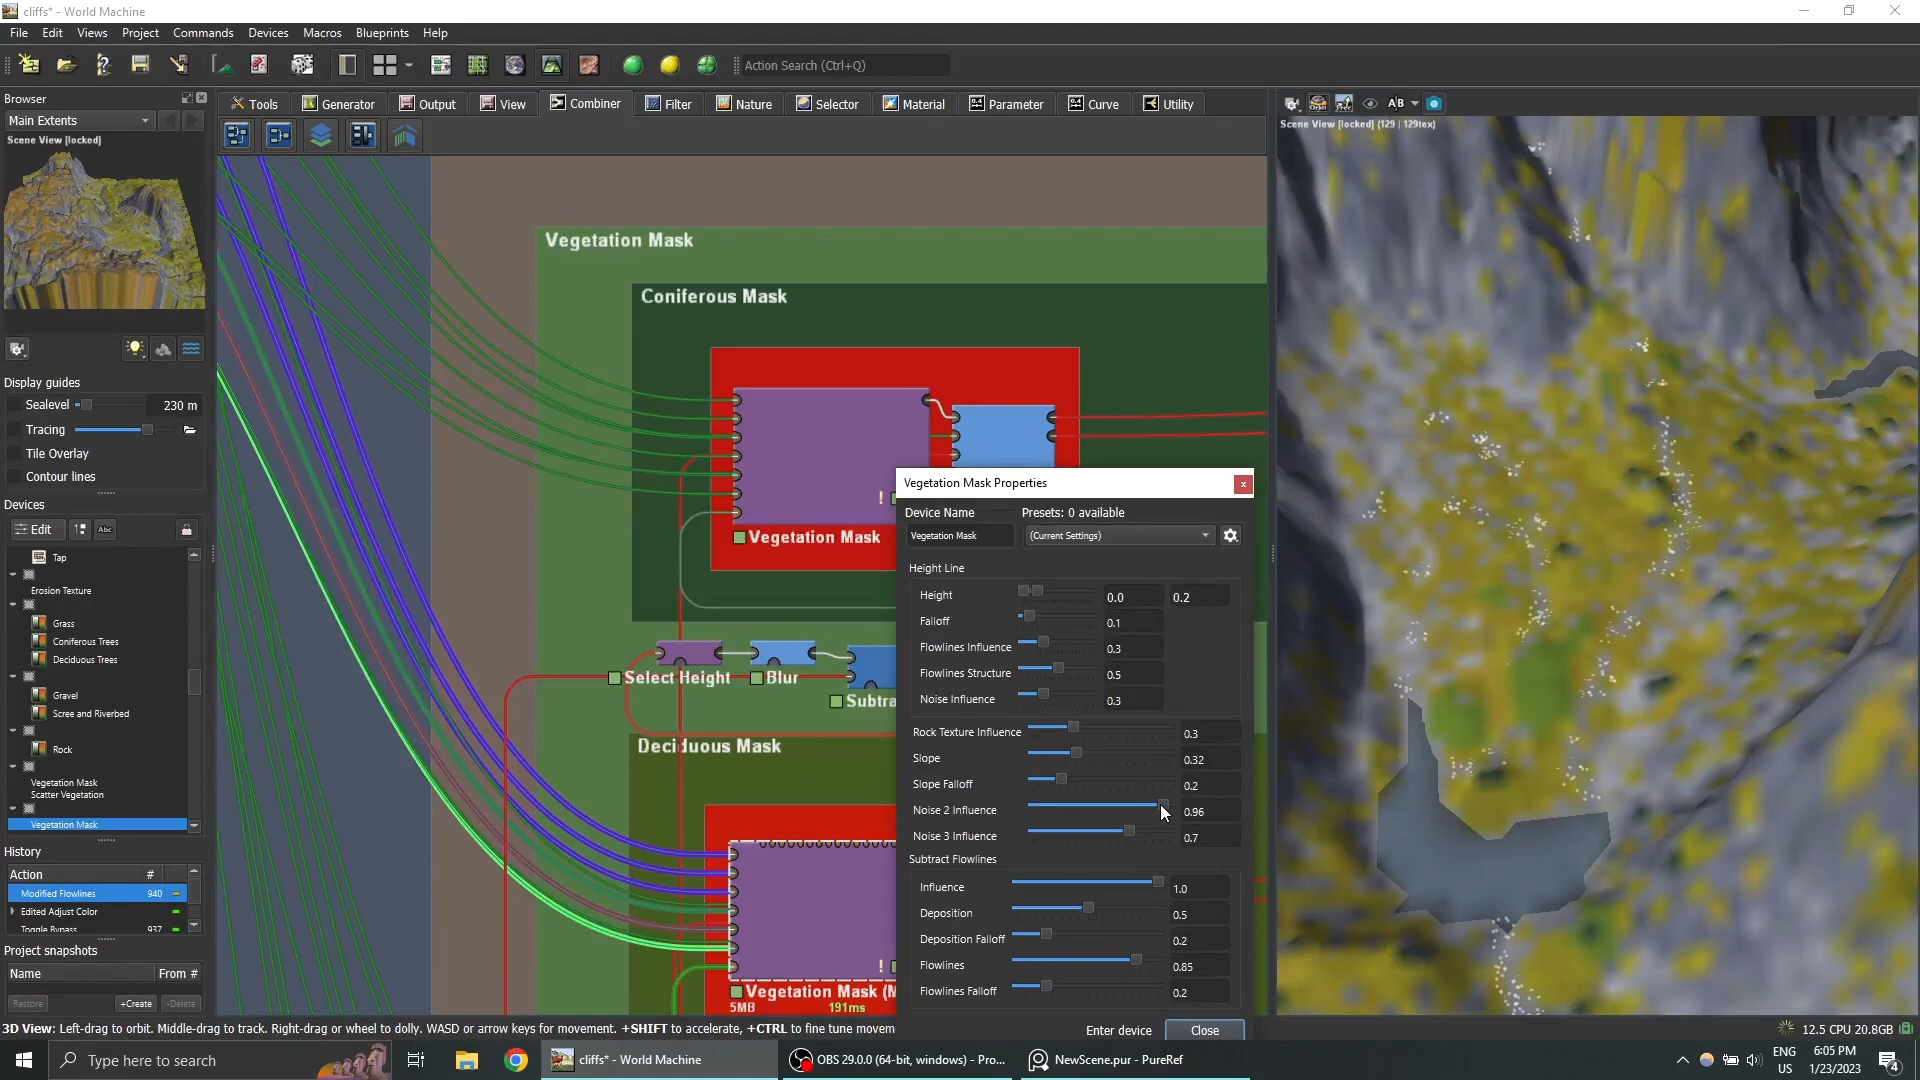 cliffs* - World Machine
File Edit Views Project Commands Devices Macros Blueprints Help
Action Search (Ctrl+Q)
Browser
Main Extents
Scene View [locked]
Display guides
Sealevel 230 m
Tracing
Tile Overlay
Contour lines
Devices
Edit Abc
Tap
Erosion Texture
Grass
Coniferous Trees
Deciduous Trees
Gravel
Scree and Riverbed
Rock
Vegetation Mask
Scatter Vegetation
Vegetation Mask
History
Action #
Modified Flowlines 940
Edited Adjust Color
Toggle Bypass 937
Project snapshots
Name From #
Restore +Create -Delete
Tools Generator Output View Combiner Filter Nature Selector Material Parameter Curve Utility
Vegetation Mask
Coniferous Mask
!
Vegetation Mask
Select Height Blur
Subtra
Deciduous Mask
!
Vegetation Mask (M
5MB 191ms
Vegetation Mask Properties
x
Device Name Presets: 0 available
Vegetation Mask (Current Settings)
Height Line
Height 0.0 0.2
Falloff 0.1
Flowlines Influence 0.3
Flowlines Structure 0.5
Noise Influence 0.3
Rock Texture Influence 0.3
Slope 0.32
Slope Falloff 0.2
Noise 2 Influence 0.96
Noise 3 Influence 0.7
Subtract Flowlines
Influence 1.0
Deposition 0.5
Deposition Falloff 0.2
Flowlines 0.85
Flowlines Falloff 0.2
Enter device Close
AB
Scene View [locked] (129 | 129lex)
3D View: Left-drag to orbit. Middle-drag to track. Right-drag or wheel to dolly. WASD or arrow keys for movement. +SHIFT to accelerate, +CTRL to fine tune movem
12.5 CPU 20.8GB
Type here to search
cliffs* - World Machine
OBS 29.0.0 (64-bit, windows) - Pro...
NewScene.pur - PureRef
ENG
US
6:05 PM
1/23/2023
4